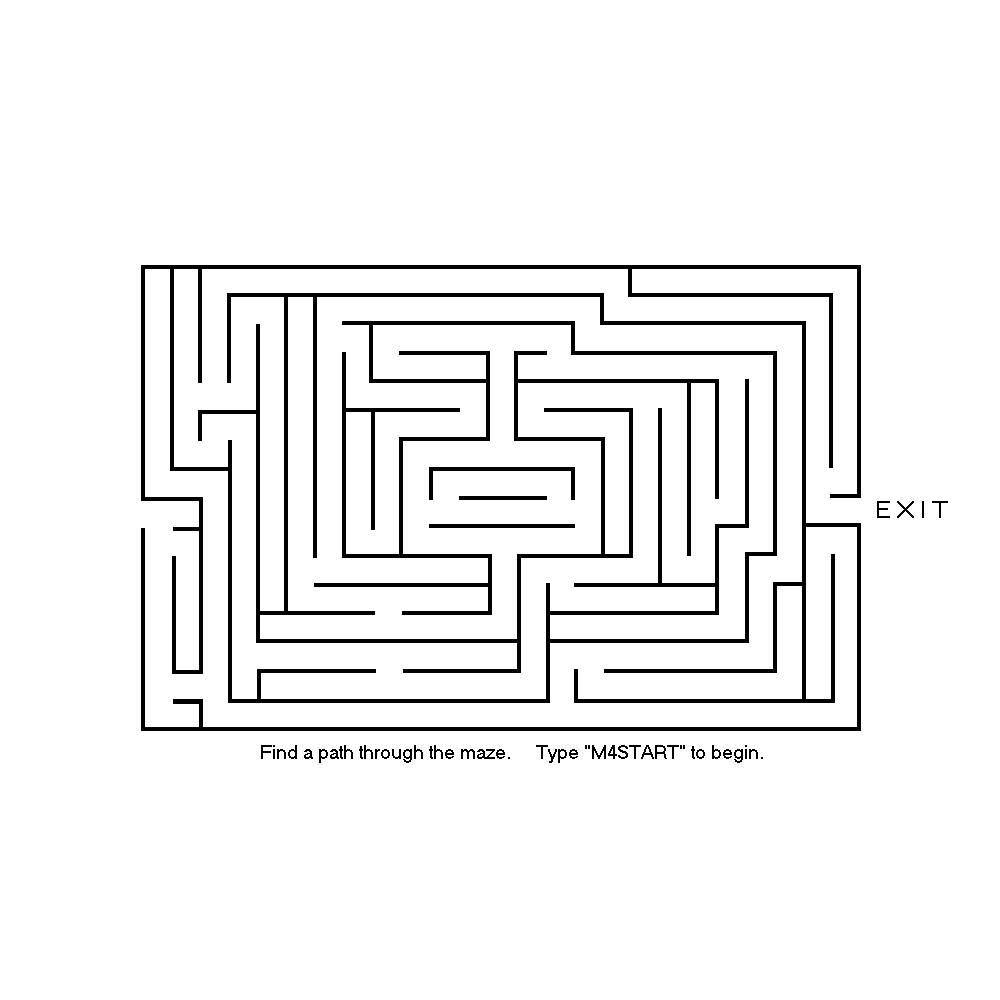 EXIT
Find a path through the maze. Type "M4START" to begin.